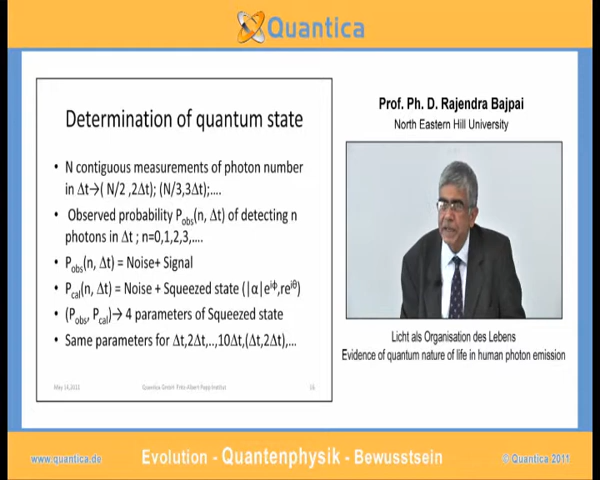 Quantica
Determination of quantum state
• N contiguous measurements of photon number
in Δt→( N/2 ,2Δt); (N/3,3Δt);....
• Observed probability Pobs(n, Δt) of detecting n
photons in Δt ; n=0,1,2,3,....
• Pobs(n, Δt) = Noise+ Signal
• Pcal(n, Δt) = Noise + Squeezed state (|α|e^iϕ,re^iθ)
• (Pobs, Pcal)→ 4 parameters of Squeezed state
• Same parameters for Δt,2Δt,..,10Δt,(Δt,2Δt),...
May 14,2011 Quantica GmbH Fritz Albert Popp Institut 16
Prof. Ph. D. Rajendra Bajpai
North Eastern Hill University
Licht als Organisation des Lebens
Evidence of quantum nature of life in human photon emission
www.quantica.de Evolution - Quantenphysik - Bewusstsein © Quantica 2011